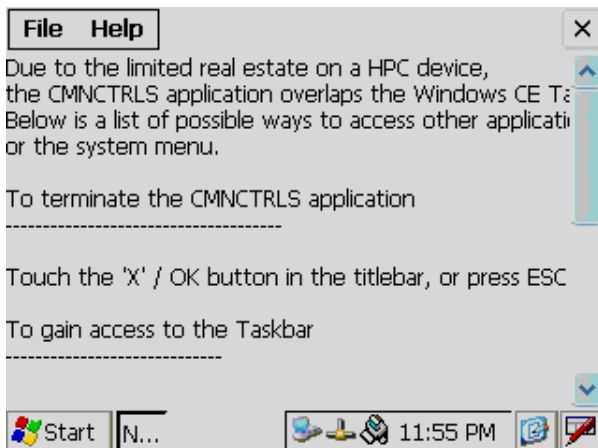 File Help
Due to the limited real estate on a HPC device,
the CMNCTRLS application overlaps the Windows CE
Below is a list of possible ways to access other
or the system menu.
To terminate the CMNCTRLS application
-------------------------------------
Touch the 'X' / OK button in the titlebar, or press ESC
To gain access to the Taskbar
-----------------------------
Start N... 11:55 PM